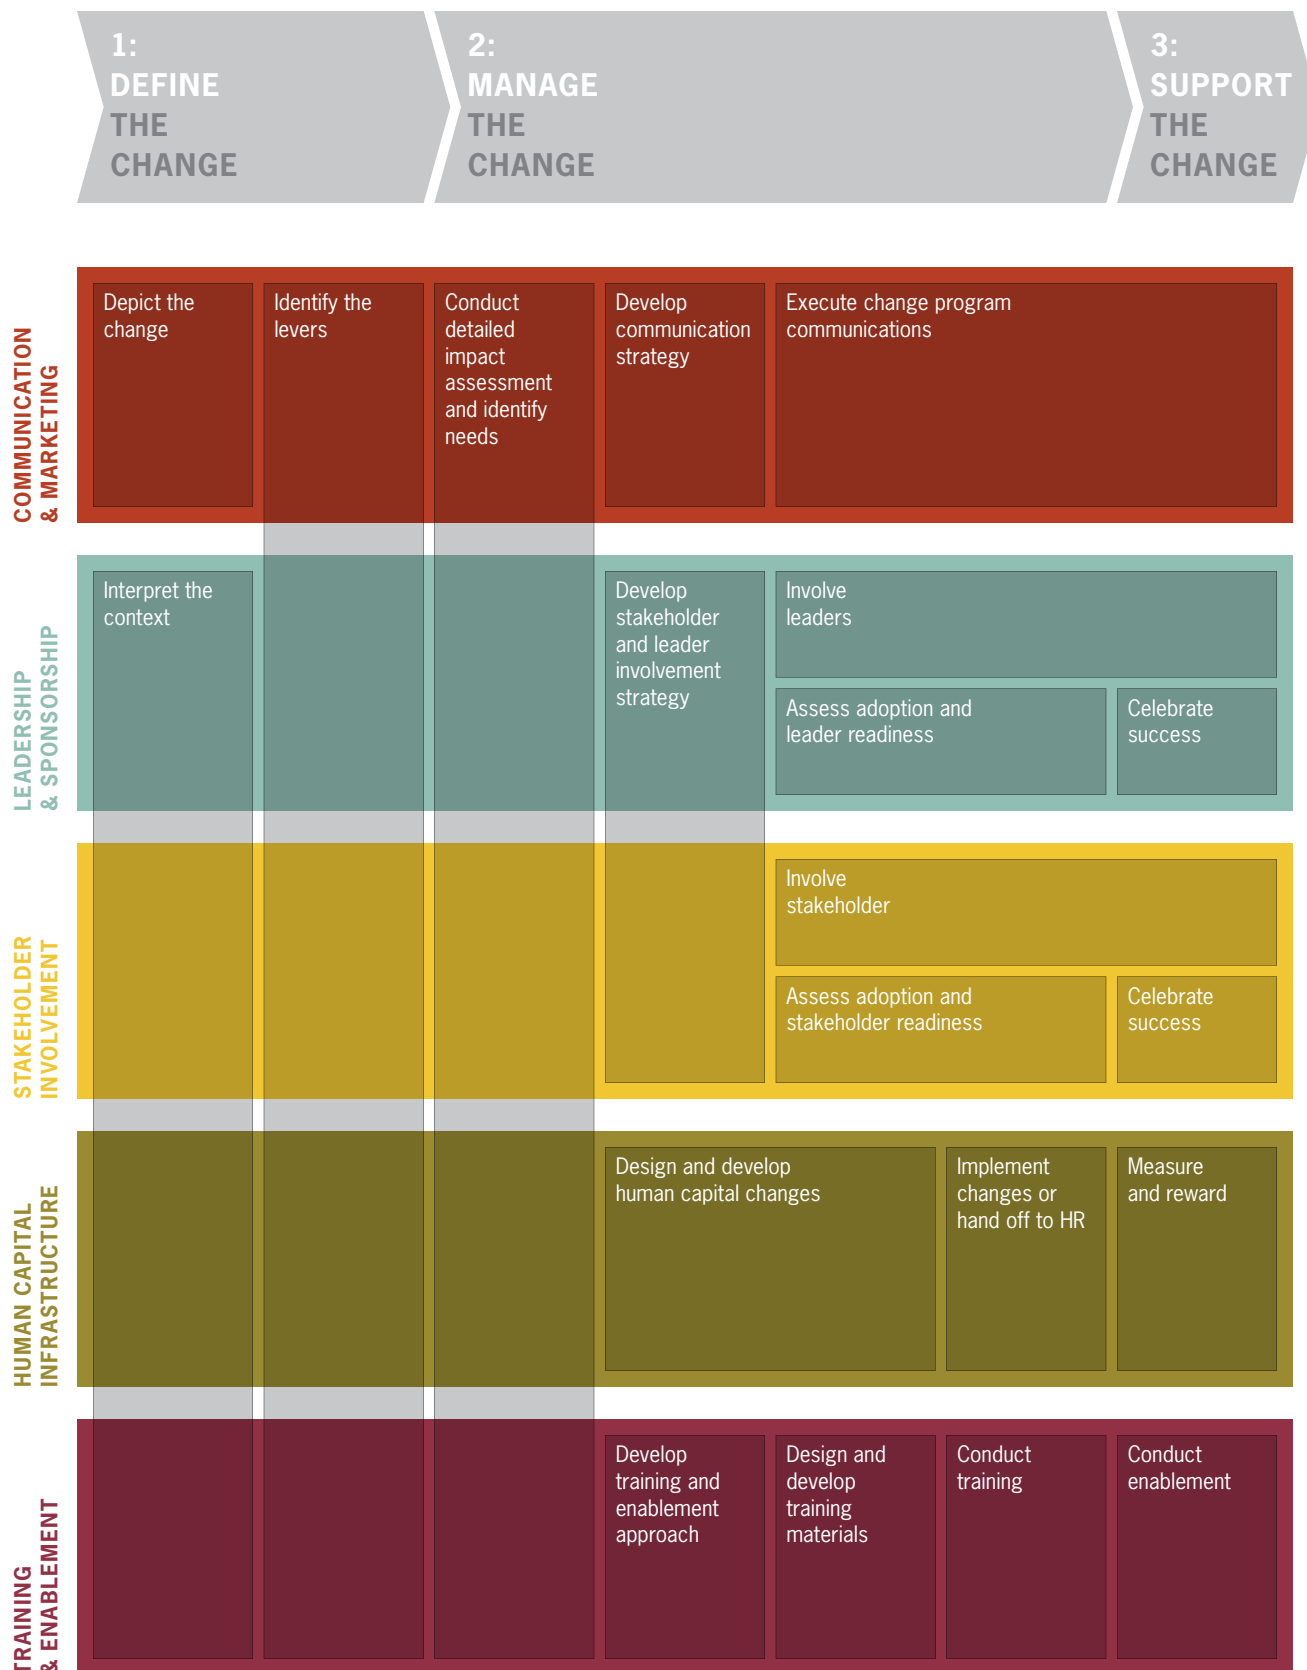 1:
DEFINE
THE
CHANGE
2:
MANAGE
THE
CHANGE
3:
SUPPORT
THE
CHANGE
COMMUNICATION
& MARKETING
Depict the
change
Identify the
levers
Conduct
detailed
impact
assessment
and identify
needs
Develop
communication
strategy
Execute change program
communications
LEADERSHIP
& SPONSORSHIP
Interpret the
context
Develop
stakeholder
and leader
involvement
strategy
Involve
leaders
Assess adoption and
leader readiness
Celebrate
success
STAKEHOLDER
INVOLVEMENT
Involve
stakeholder
Assess adoption and
stakeholder readiness
Celebrate
success
HUMAN CAPITAL
INFRASTRUCTURE
Design and develop
human capital changes
Implement
changes or
hand off to HR
Measure
and reward
TRAINING
& ENABLEMENT
Develop
training and
enablement
approach
Design and
develop
training
materials
Conduct
training
Conduct
enablement